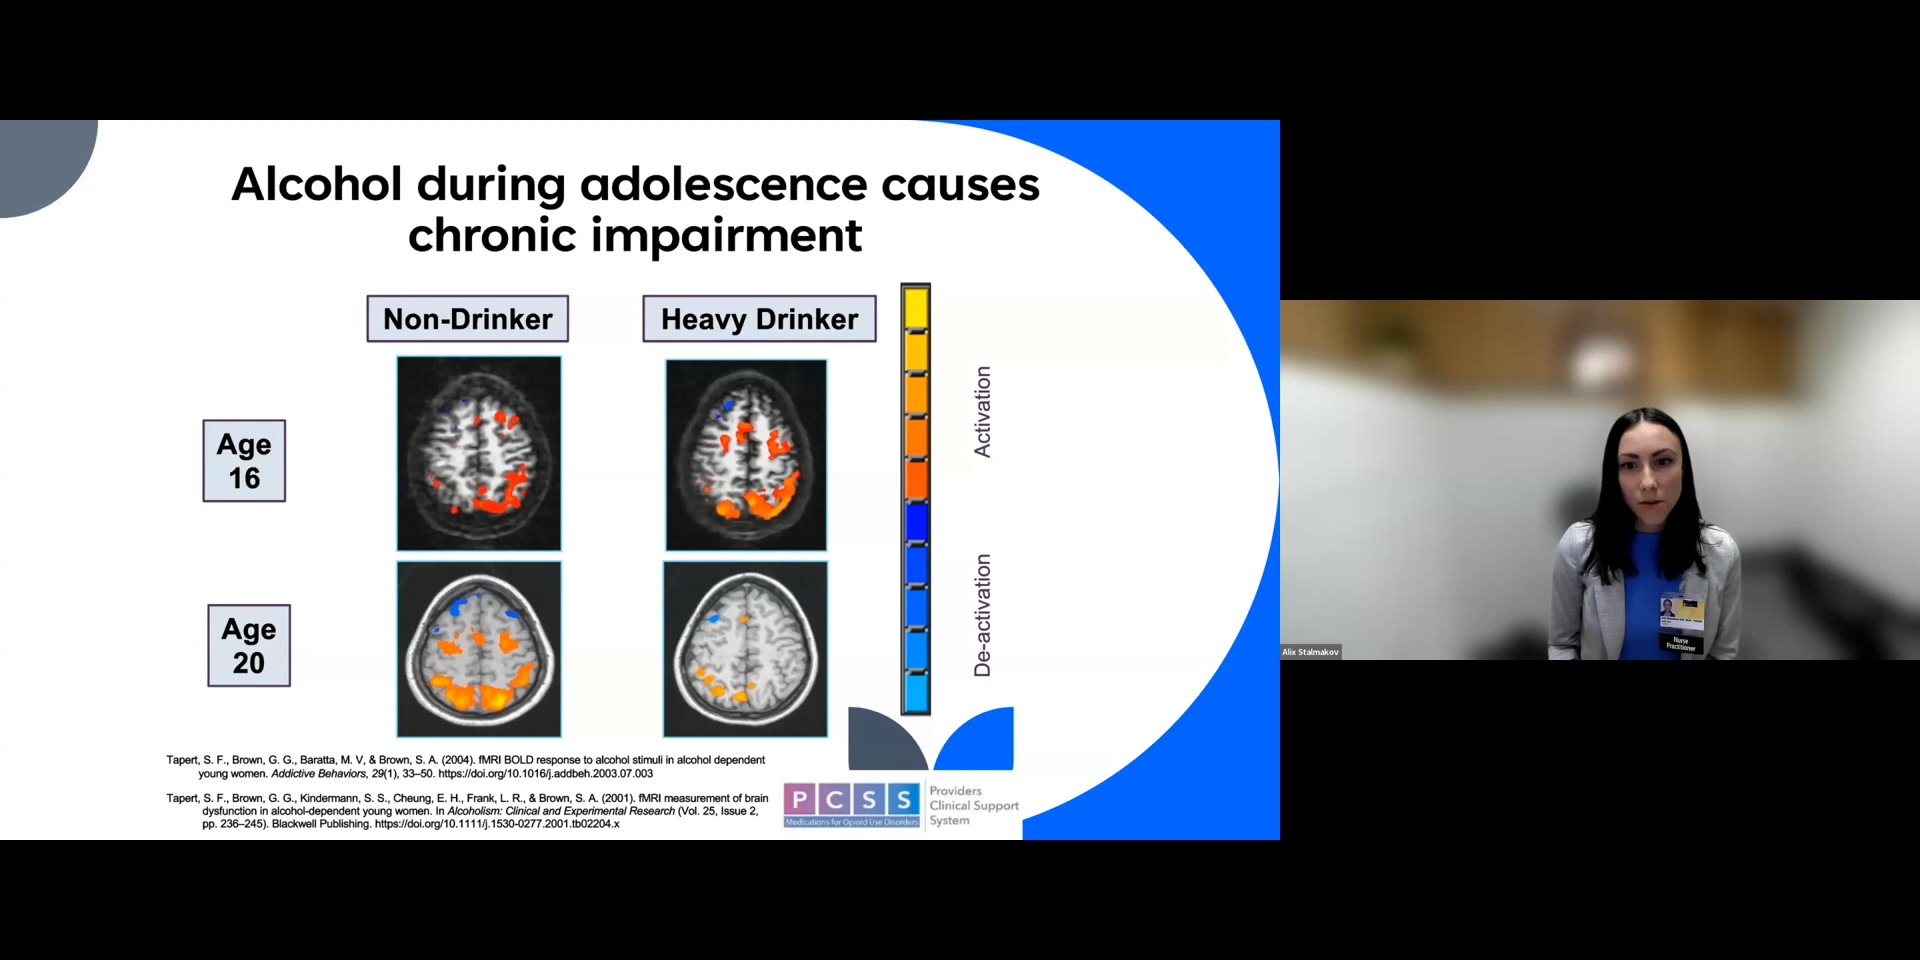 Alcohol during adolescence causes
chronic impairment
Non-Drinker
Heavy Drinker
Age
16
Age
20
Activation
De-activation
Tapert, S. F., Brown, G. G., Baratta, M. V, & Brown, S. A. (2004). fMRI BOLD response to alcohol stimuli in alcohol dependent
young women. Addictive Behaviors, 29(1), 33–50. https://doi.org/10.1016/j.addbeh.2003.07.003
Tapert, S. F., Brown, G. G., Kindermann, S. S., Cheung, E. H., Frank, L. R., & Brown, S. A. (2001). fMRI measurement of brain
dysfunction in alcohol-dependent young women. In Alcoholism: Clinical and Experimental Research (Vol. 25, Issue 2,
pp. 236–245). Blackwell Publishing. https://doi.org/10.1111/j.1530-0277.2001.tb02204.x
PCSS
Medications for Opioid Use Disorders
Providers
Clinical Support
System
Alix Stalmakov
Nurse
Practitioner